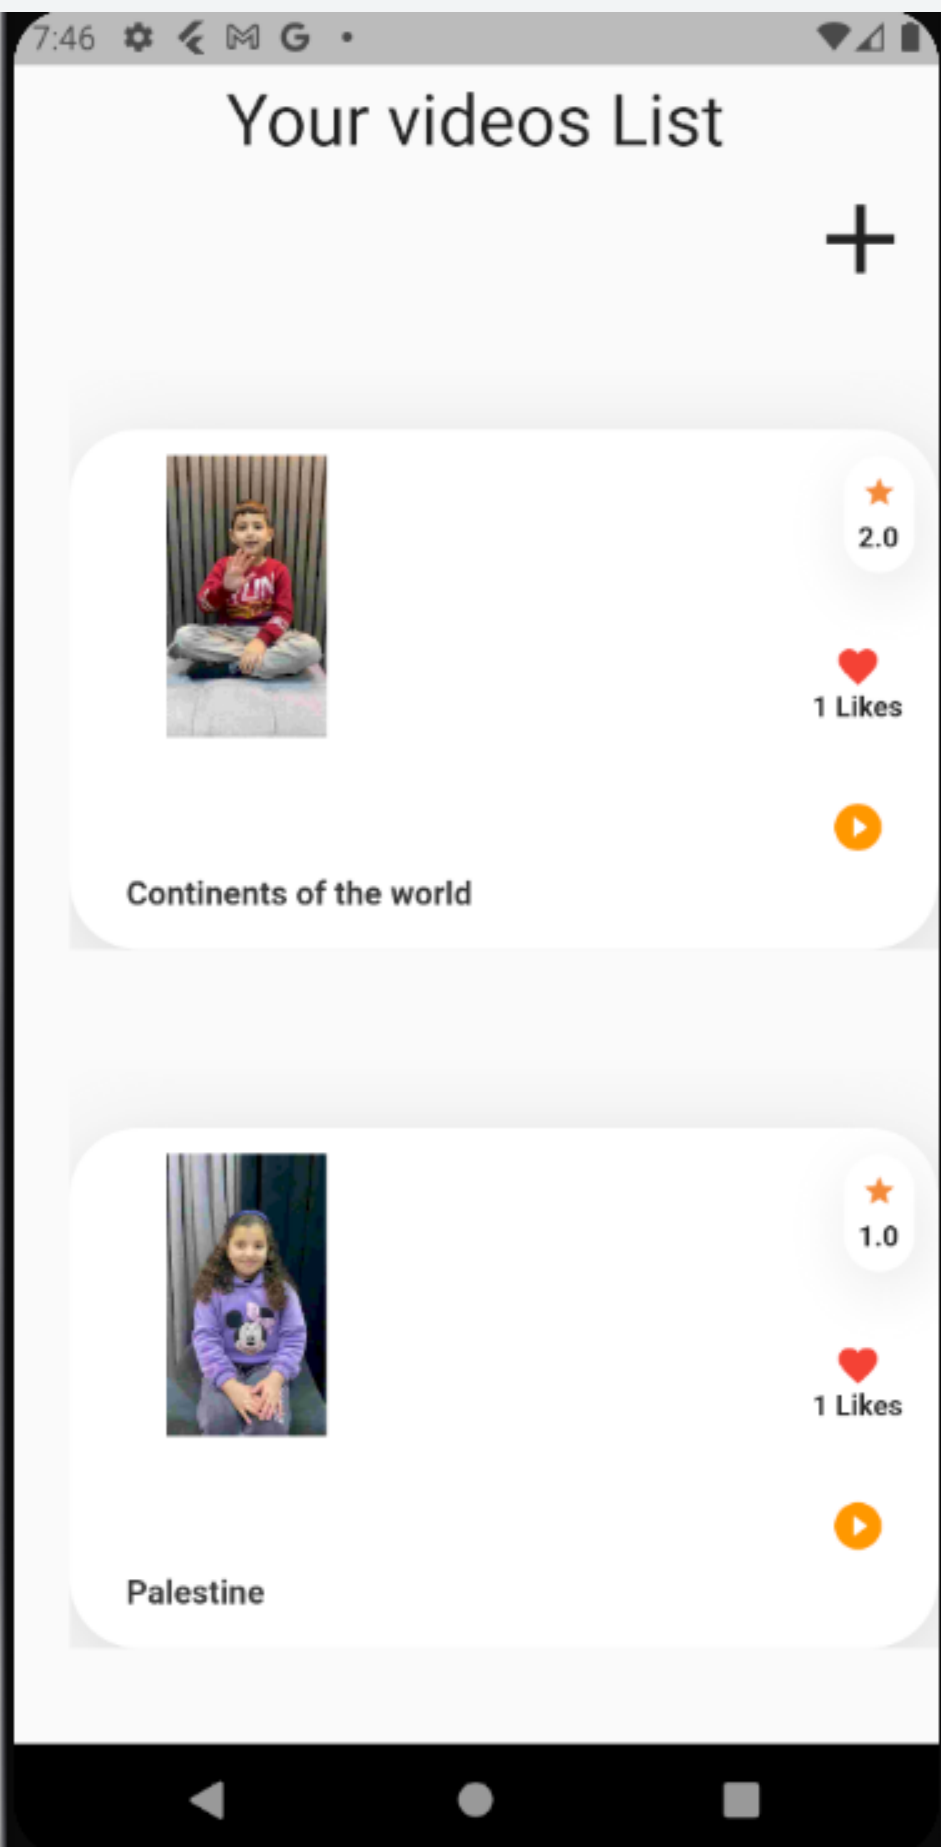 7:46
Your videos List
2.0
1 Likes
Continents of the world
1.0
1 Likes
Palestine